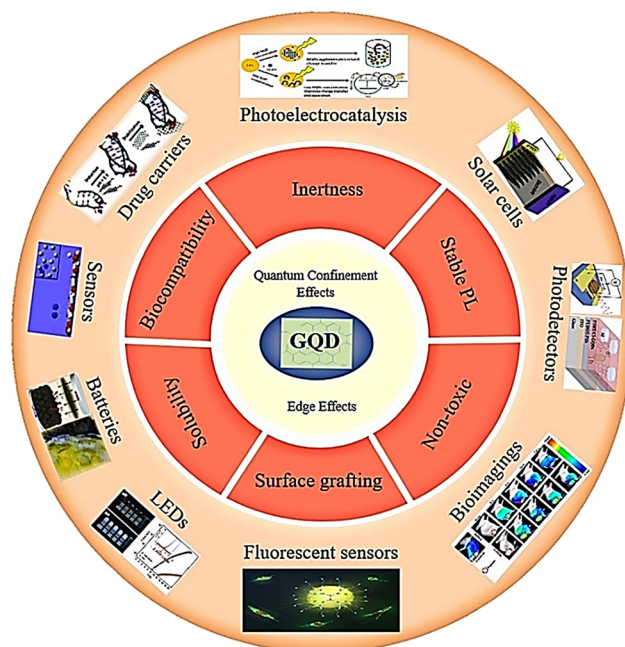 Photoelectrocatalysis
Solar cells
Photodetectors
Bioimagings
Fluorescent sensors
LEDs
Batteries
Sensors
Drug carriers
Inertness
Stable PL
Non-toxic
Surface grafting
Solubility
Biocompatibility
Quantum Confinement
Effects
GQD
Edge Effects